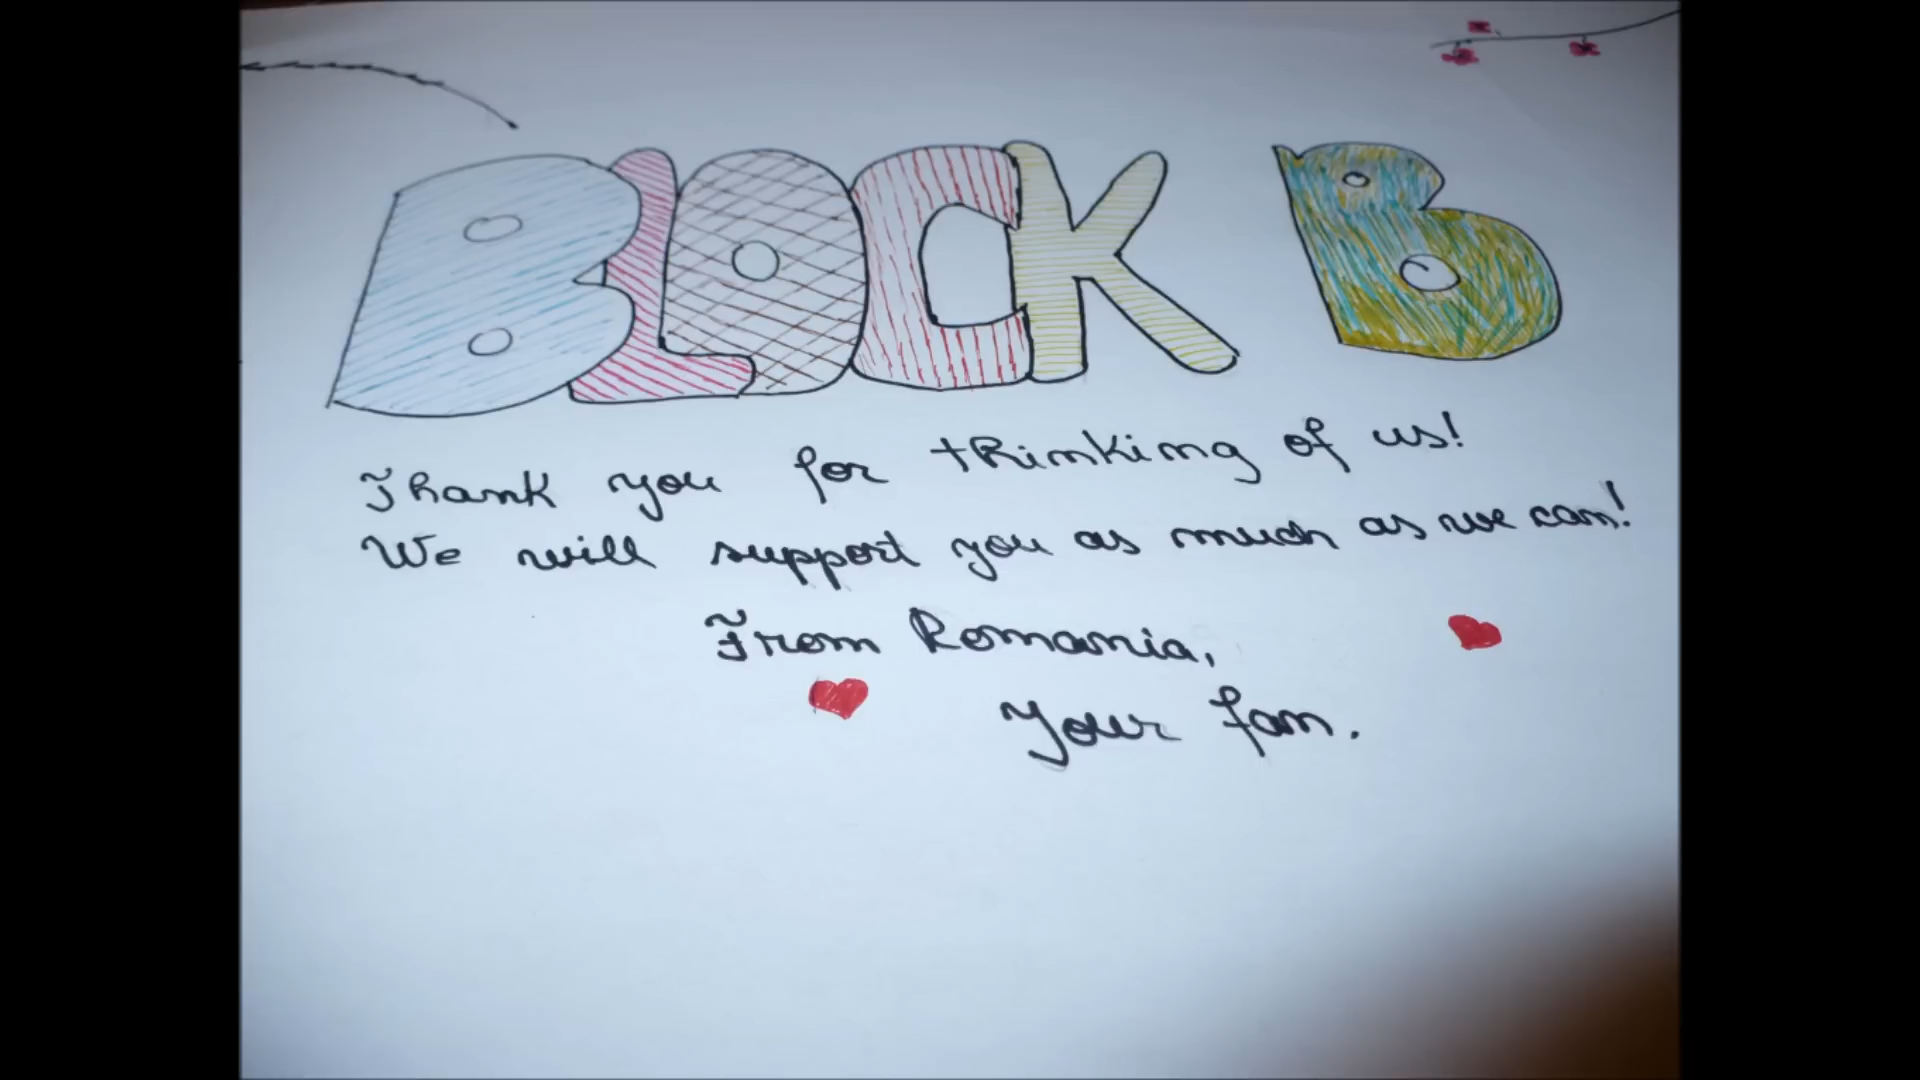 BLOCK B
Thank you for thinking of us!
We will support you as much as we can!
From Romania,
Your fan.